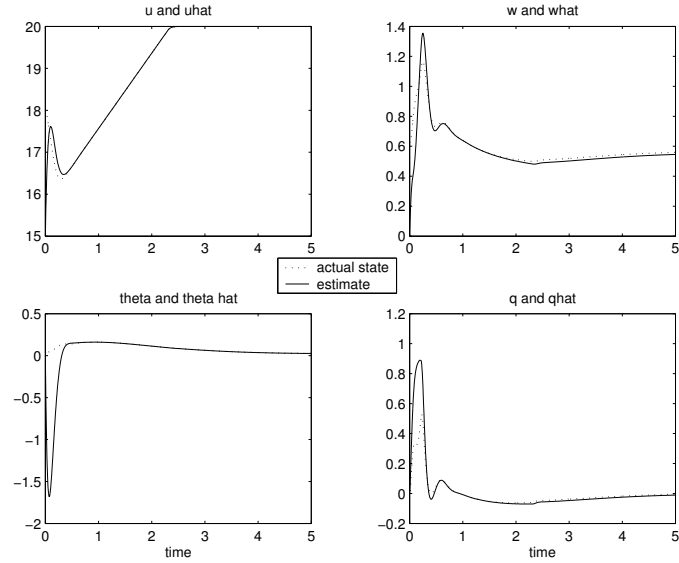 u and uhat
w and what
20
19
18
17
16
15
0 1 2 3 4 5
1.4
1.2
1
0.8
0.6
0.4
0.2
0
0 1 2 3 4 5
actual state
estimate
theta and theta hat
q and qhat
0.5
0
−0.5
−1
−1.5
−2
0 1 2 3 4 5
time
1.2
1
0.8
0.6
0.4
0.2
0
−0.2
0 1 2 3 4 5
time